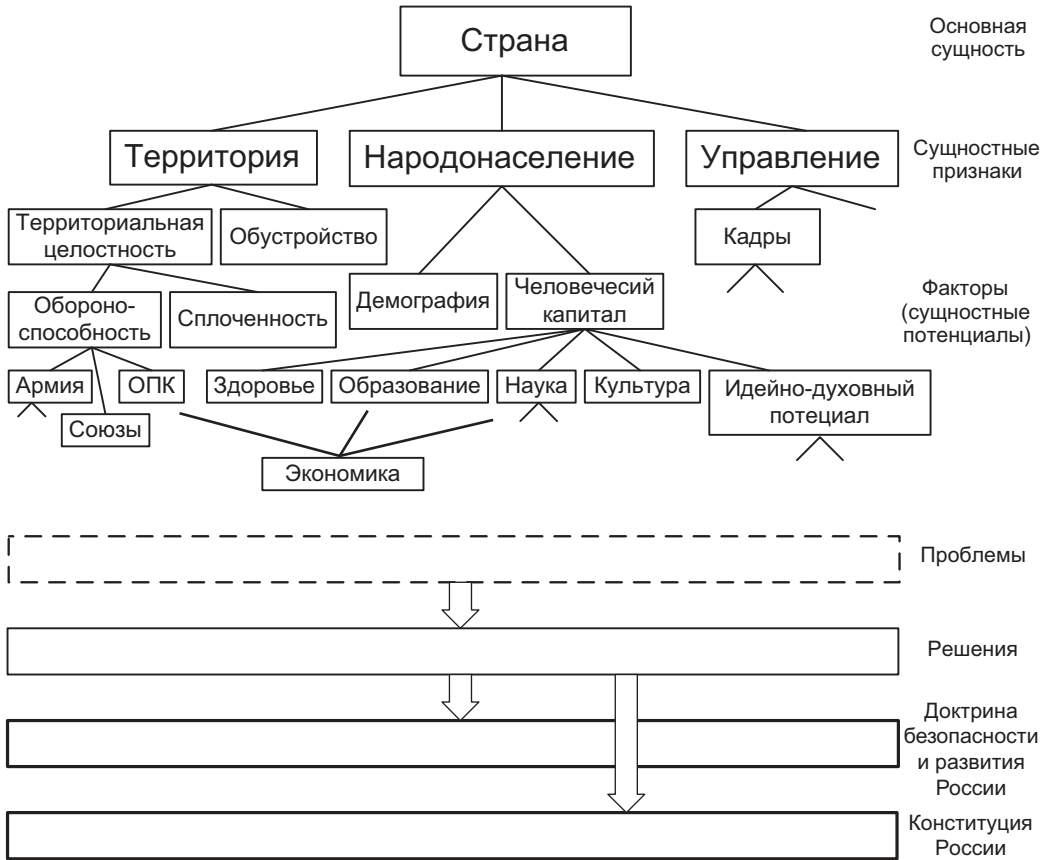 Страна
Основная
сущность
Территория
Народонаселение
Управление
Сущностные
признаки
Территориальная
целостность
Обустройство
Кадры
Обороно-
способность
Сплоченность
Демография
Человечесий
капитал
Факторы
(сущностные
потенциалы)
Армия
ОПК
Союзы
Здоровье
Образование
Наука
Культура
Идейно-духовный
потециал
Экономика
Проблемы
Решения
Доктрина
безопасности
и развития
России
Конституция
России